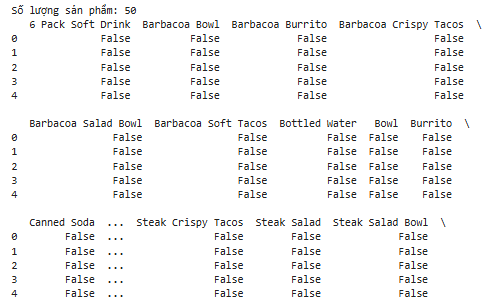 Số lượng sản phẩm: 50
   6 Pack Soft Drink  Barbacoa Bowl  Barbacoa Burrito  Barbacoa Crispy Tacos  \
0              False          False             False                  False
1              False          False             False                  False
2              False          False             False                  False
3              False          False             False                  False
4              False          False             False                  False

   Barbacoa Salad Bowl  Barbacoa Soft Tacos  Bottled Water   Bowl  Burrito  \
0                False                False          False  False    False
1                False                False          False  False    False
2                False                False          False  False    False
3                False                False          False  False    False
4                False                False          False  False    False

   Canned Soda  ...  Steak Crispy Tacos  Steak Salad  Steak Salad Bowl  \
0        False  ...               False        False             False
1        False  ...               False        False             False
2        False  ...               False        False             False
3        False  ...               False        False             False
4        False  ...               False        False             False